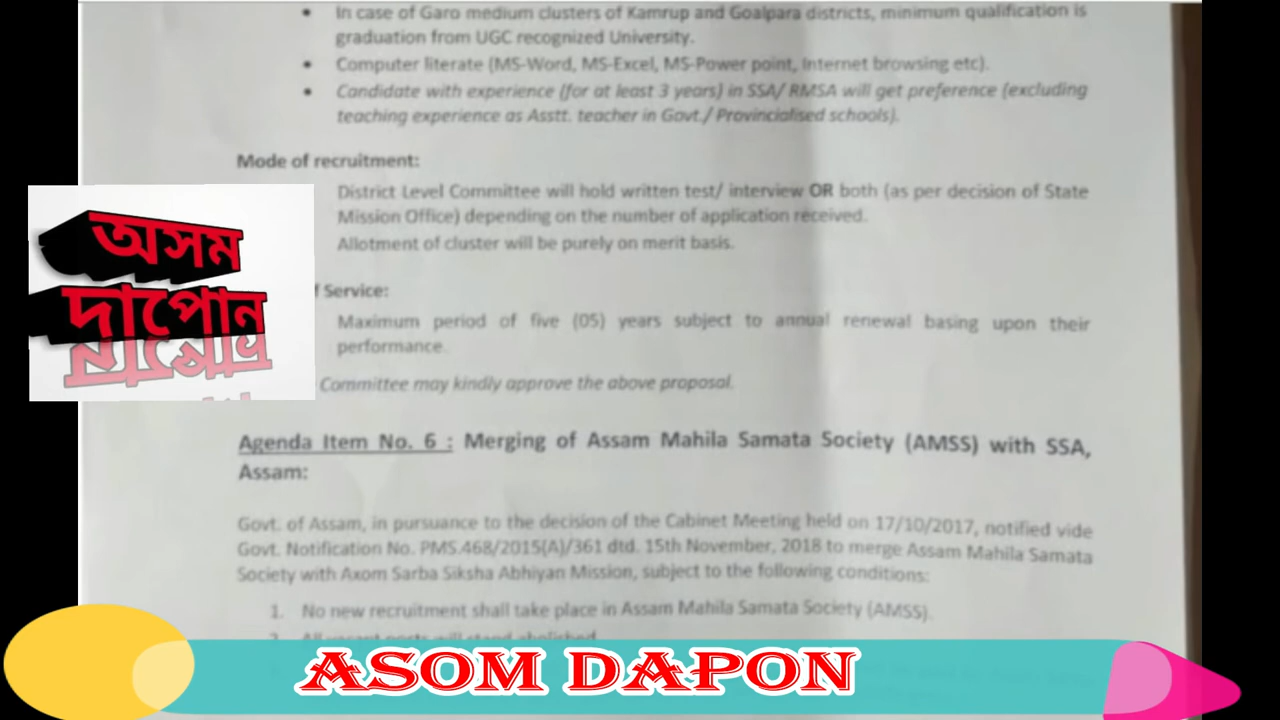 In case of Garo medium clusters of Kamrup and Goalpara districts, minimum qualification is
graduation from UGC recognized University.
Computer literate (MS-Word, MS-Excel, MS-Power point, Internet browsing etc).
Candidate with experience (for at least 3 years) in SSA/ RMSA will get preference (excluding
teaching experience as Asstt. teacher in Govt./ Provincialised schools).
Mode of recruitment:
District Level Committee will hold written test/ interview OR both (as per decision of State
Mission Office) depending on the number of application received.
Allotment of cluster will be purely on merit basis.
অসম
দাপোন
f Service:
Maximum period of five (05) years subject to annual renewal basing upon their
performance.
Committee may kindly approve the above proposal.
Agenda Item No. 6 : Merging of Assam Mahila Samata Society (AMSS) with SSA,
Assam:
Govt. of Assam, in pursuance to the decision of the Cabinet Meeting held on 17/10/2017, notified vide
Govt. Notification No. PMS.468/2015(A)/361 dtd. 15th November, 2018 to merge Assam Mahila Samata
Society with Axom Sarba Siksha Abhiyan Mission, subject to the following conditions:
1. No new recruitment shall take place in Assam Mahila Samata Society (AMSS).
2. All vacant posts will stand abolished
ASOM DAPON